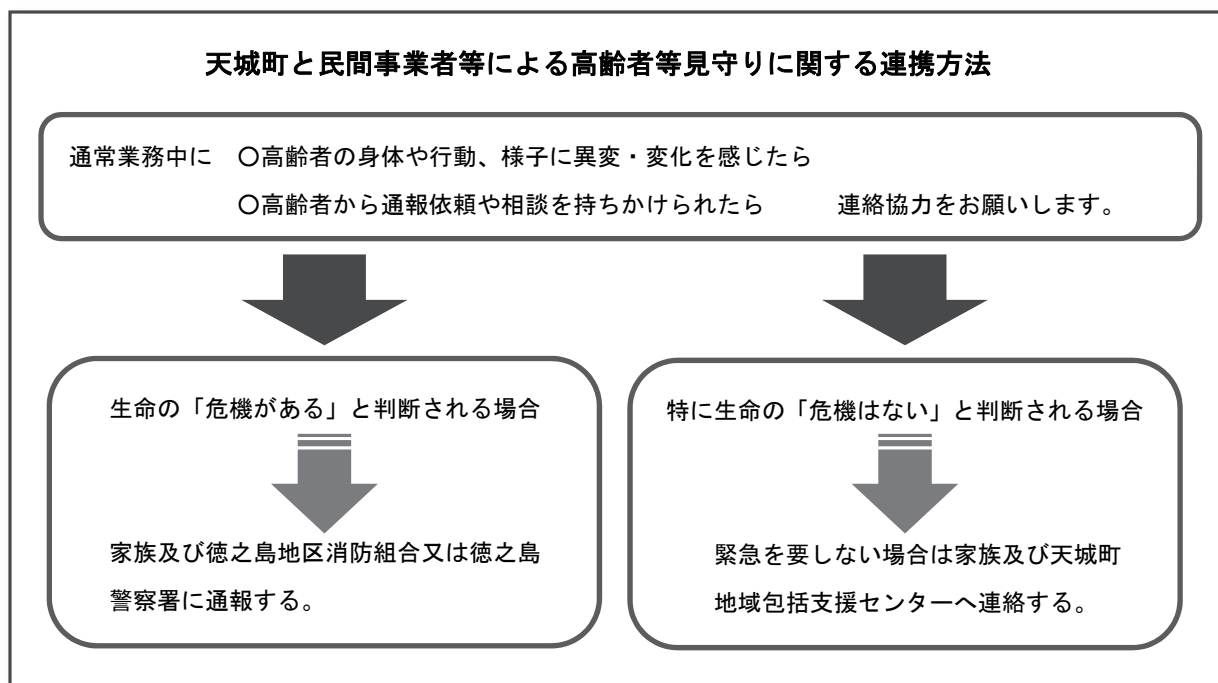 天城町と民間事業者等による高齢者等見守りに関する連携方法
通常業務中に　〇高齢者の身体や行動、様子に異変・変化を感じたら
〇高齢者から通報依頼や相談を持ちかけられたら　　　連絡協力をお願いします。
生命の「危機がある」と判断される場合
家族及び徳之島地区消防組合又は徳之島
警察署に通報する。
特に生命の「危機はない」と判断される場合
緊急を要しない場合は家族及び天城町
地域包括支援センターへ連絡する。